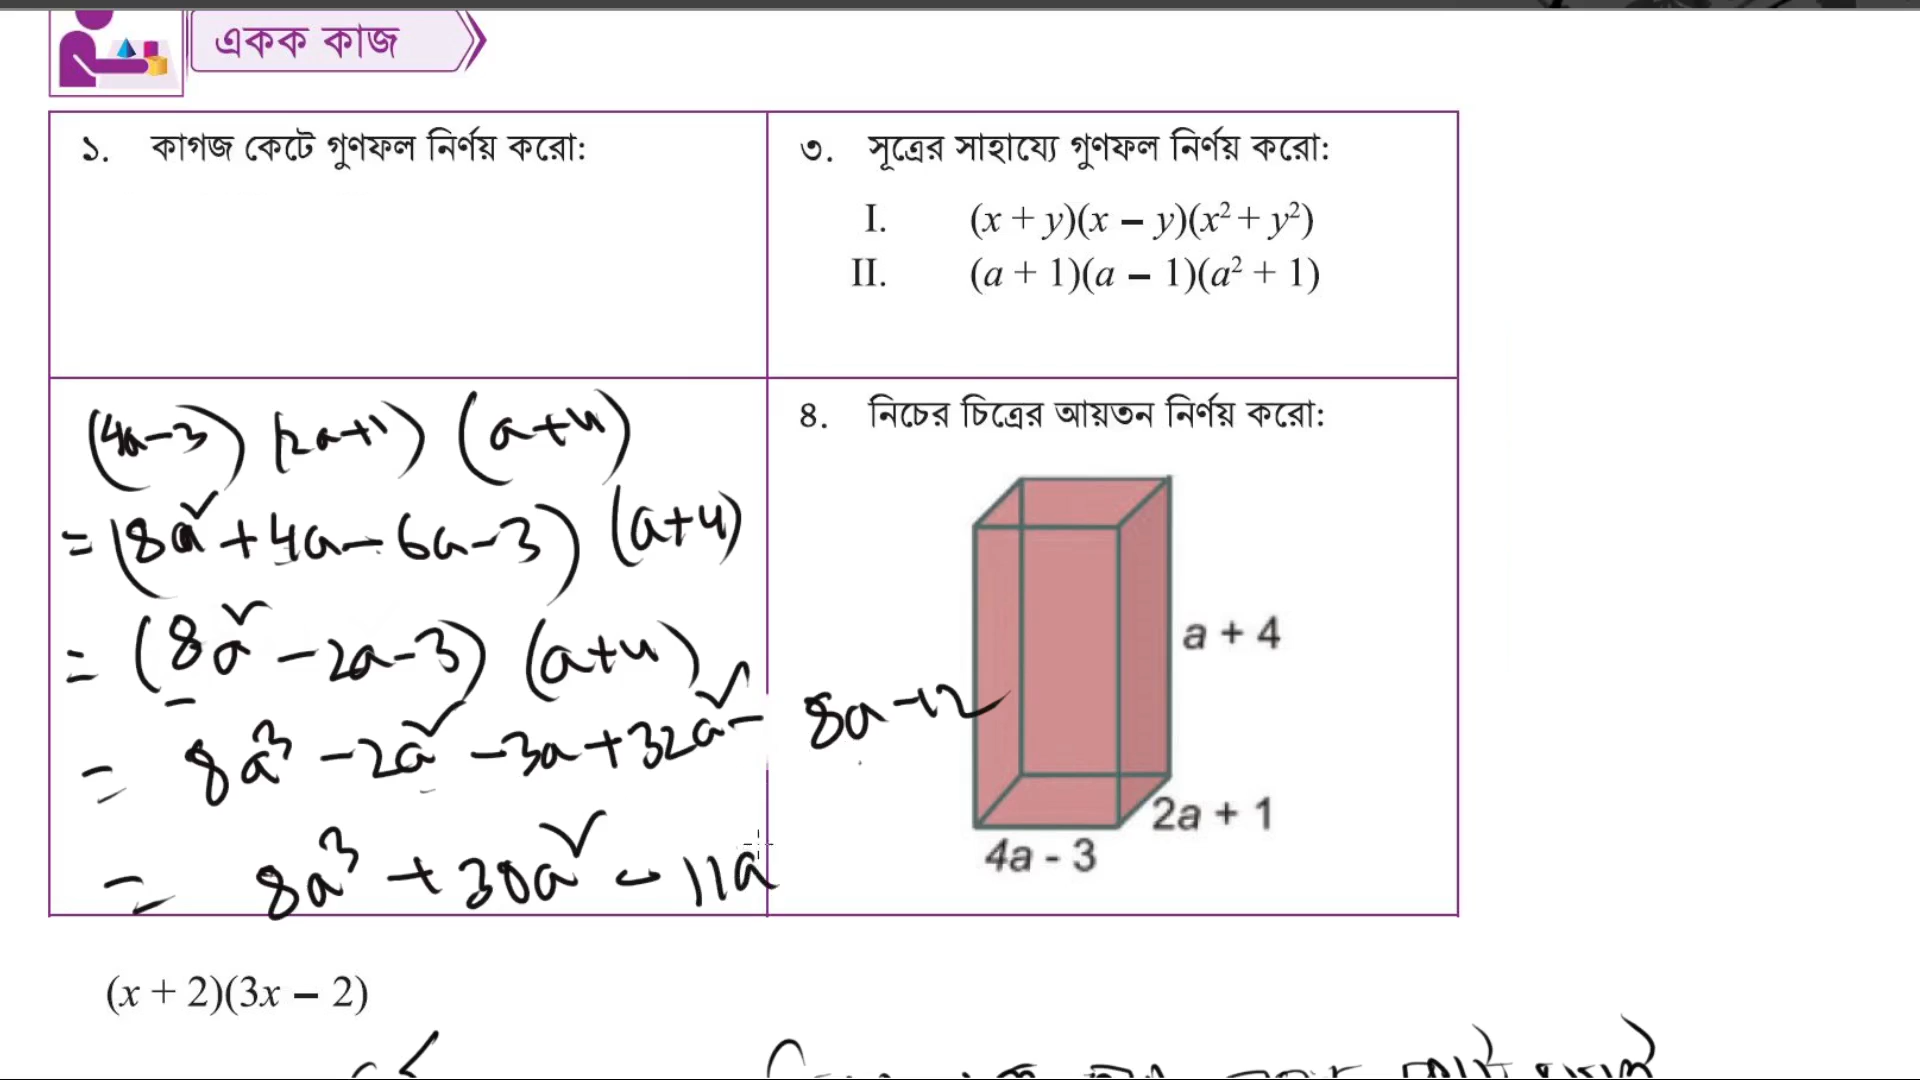 একক কাজ
১. কাগজ কেটে গুণফল নির্ণয় করো:
৩. সূত্রের সাহায্যে গুণফল নির্ণয় করো:
I. (x + y)(x – y)(x² + y²)
II. (a + 1)(a – 1)(a² + 1)
(4a-3) (2a+1) (a+4)
= (8a² + 4a - 6a - 3) (a+4)
= (8a² - 2a - 3) (a+4)
= 8a³ - 2a² - 3a + 32a² - 8a - 12
= 8a³ + 30a² - 11a
৪. নিচের চিত্রের আয়তন নির্ণয় করো:
a + 4
2a + 1
4a - 3
(x + 2)(3x – 2)